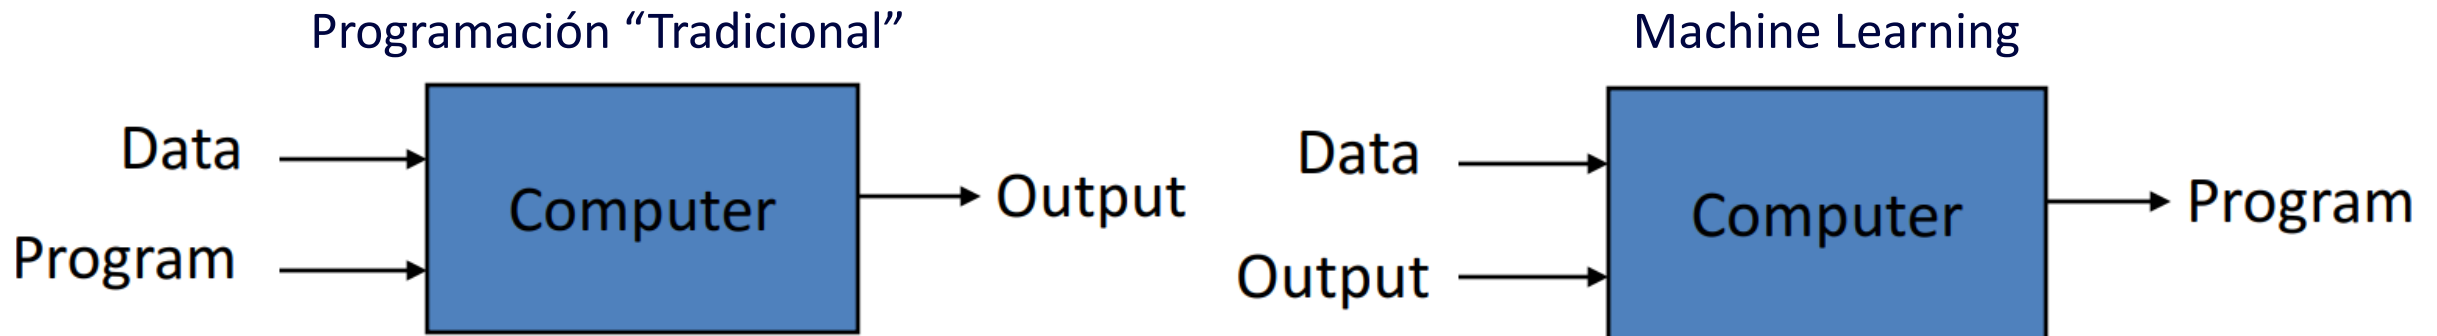 Programación “Tradicional”
Data
Program
Computer
Output
Machine Learning
Data
Output
Computer
Program